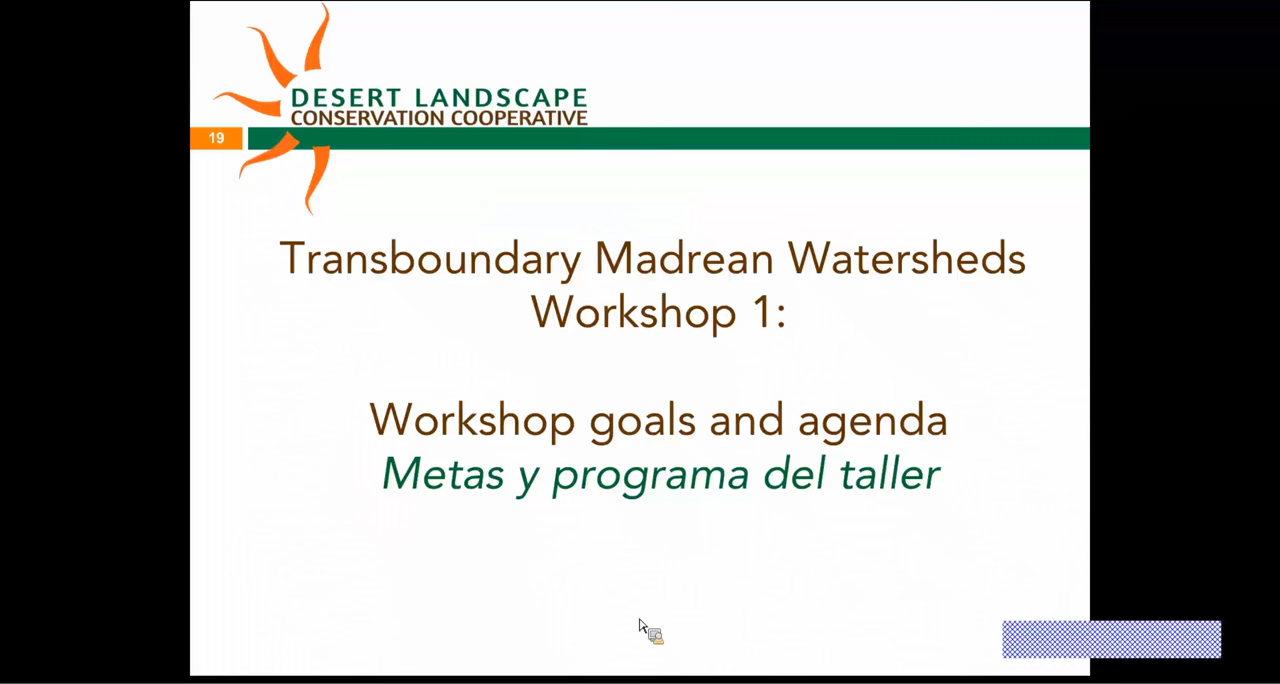 DESERT LANDSCAPE
CONSERVATION COOPERATIVE
19
Transboundary Madrean Watersheds
Workshop 1:
Workshop goals and agenda
Metas y programa del taller